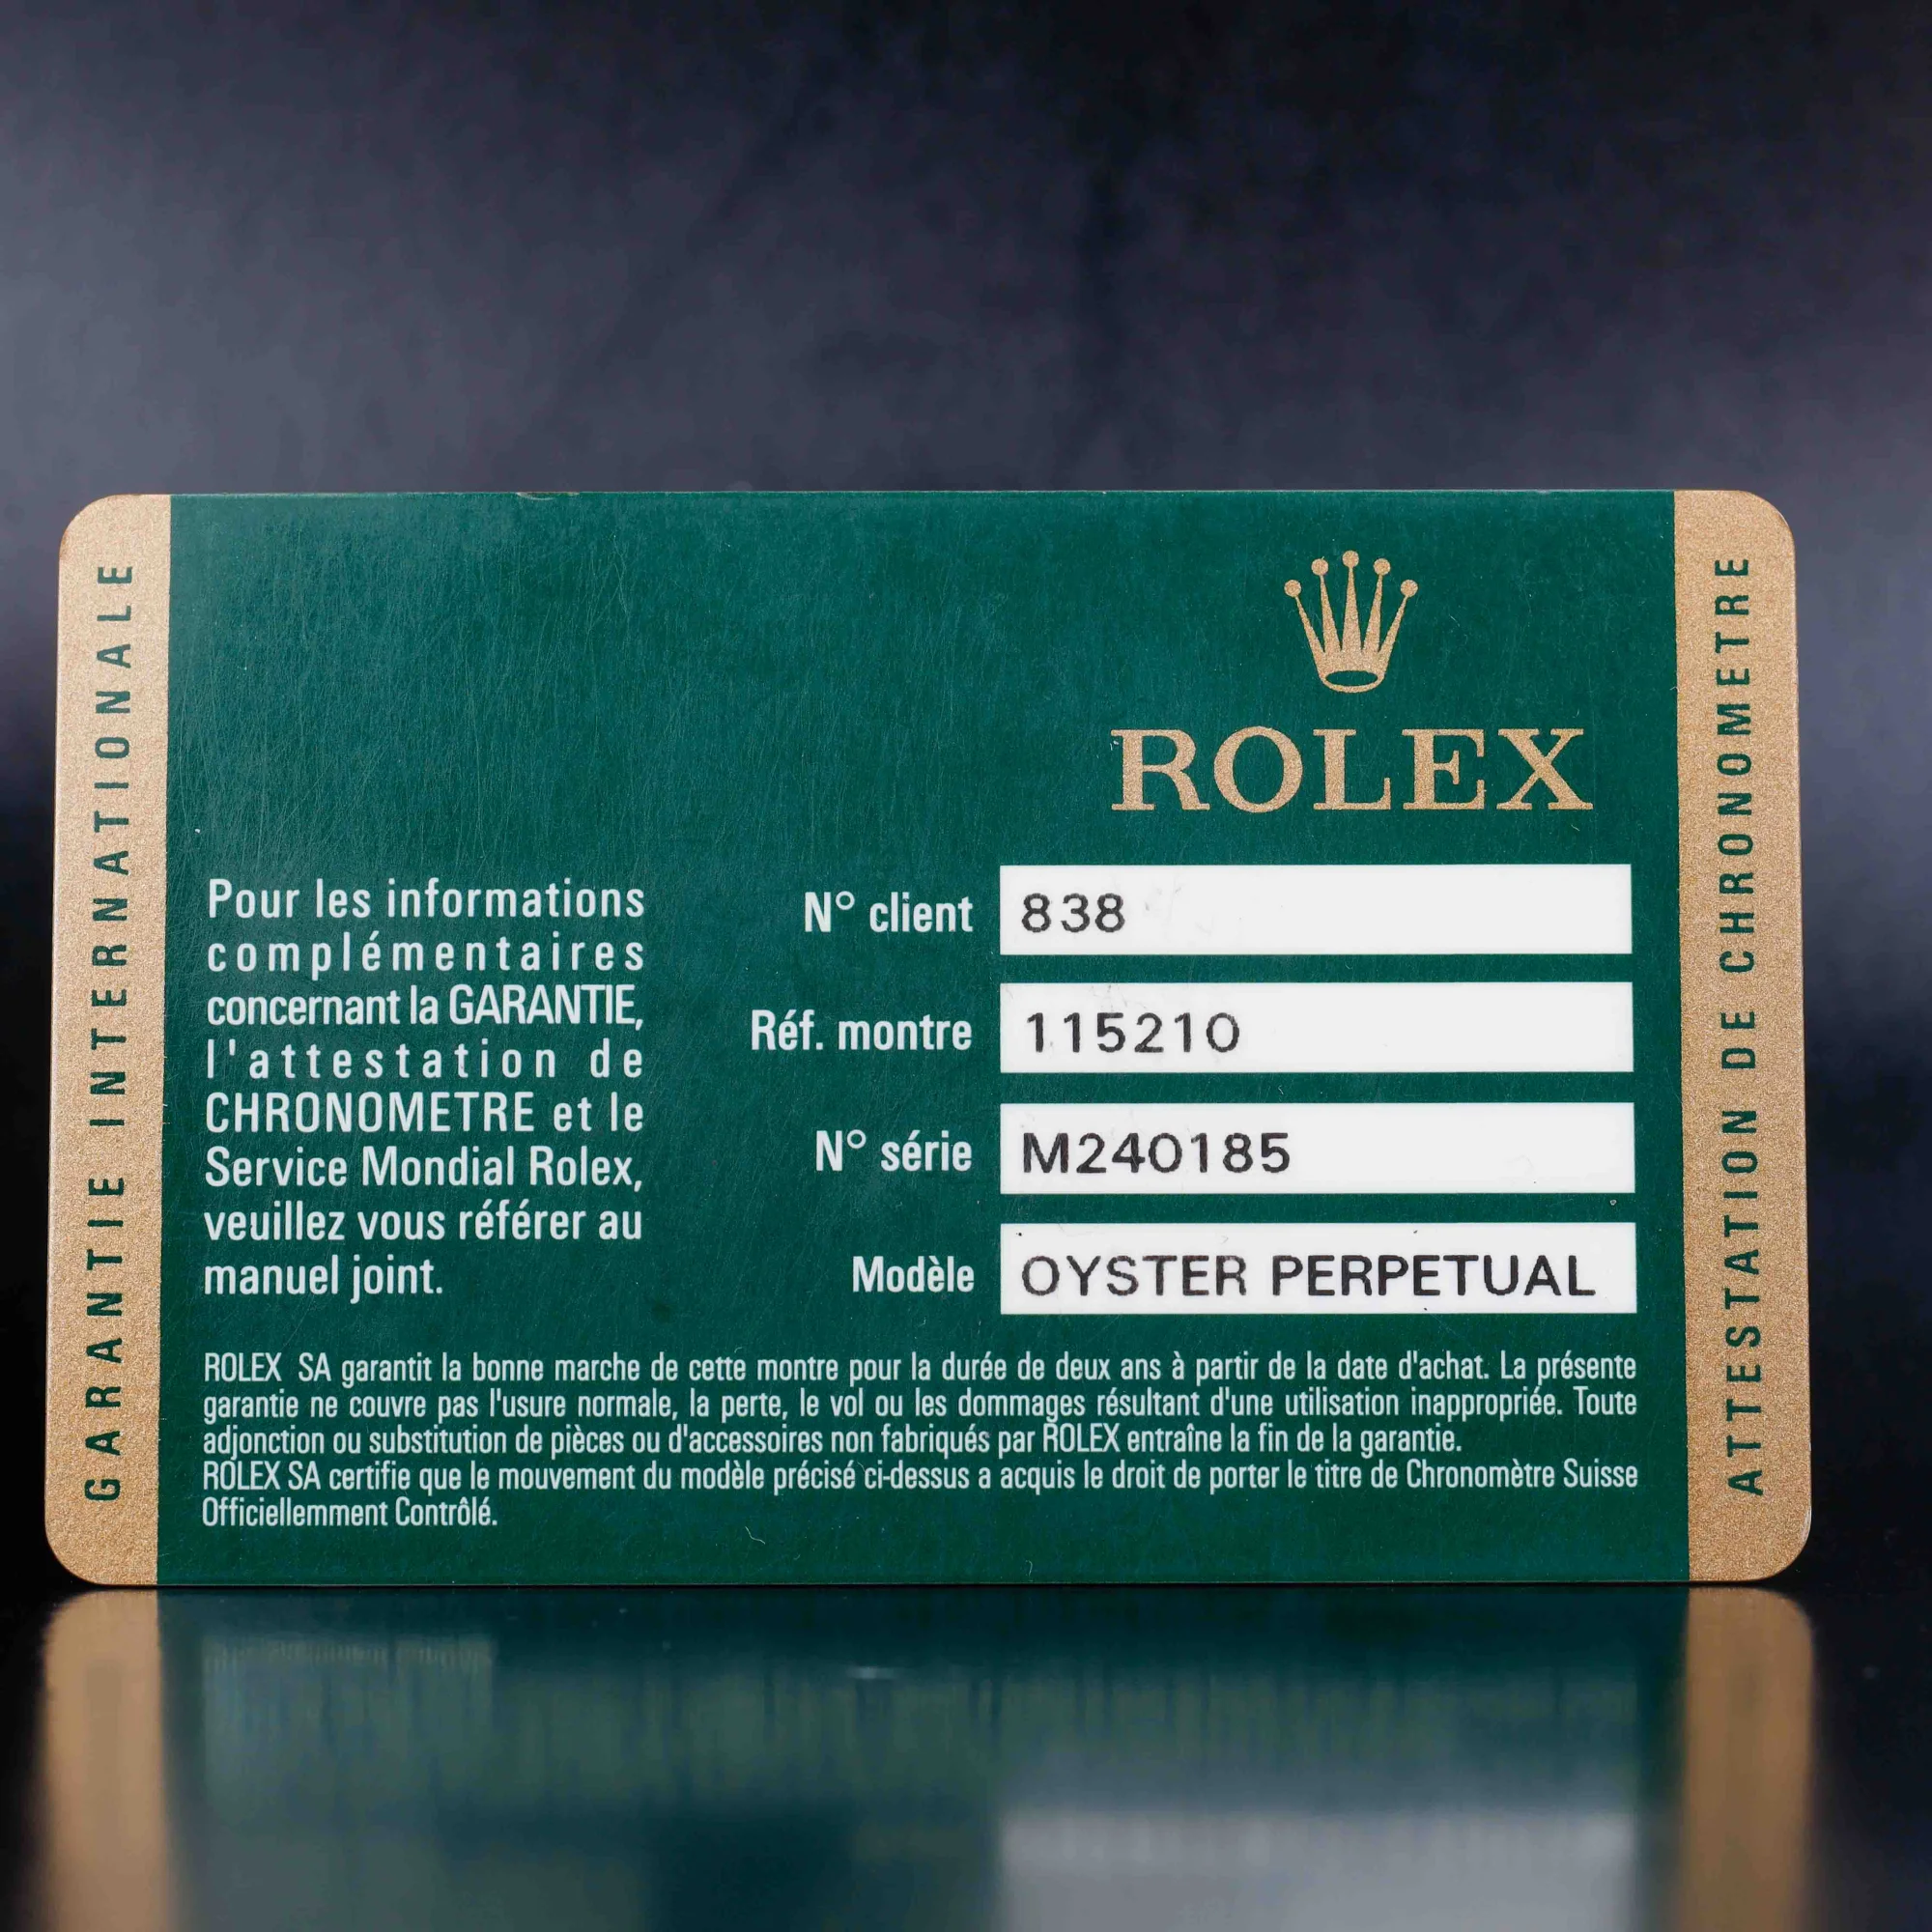 GARANTIE INTERNATIONALE
ROLEX
Pour les informations
complémentaires
concernant la GARANTIE,
l'attestation de
CHRONOMETRE et le
Service Mondial Rolex,
veuillez vous référer au
manuel joint.
N° client 838
Réf. montre 115210
N° série M240185
Modèle OYSTER PERPETUAL
ROLEX SA garantit la bonne marche de cette montre pour la durée de deux ans à partir de la date d'achat. La présente
garantie ne couvre pas l'usure normale, la perte, le vol ou les dommages résultant d'une utilisation inappropriée. Toute
adjonction ou substitution de pièces ou d'accessoires non fabriqués par ROLEX entraîne la fin de la garantie.
ROLEX SA certifie que le mouvement du modèle précisé ci-dessus a acquis le droit de porter le titre de Chronomètre Suisse
Officiellemment Contrôlé.
ATTESTATION DE CHRONOMETRE